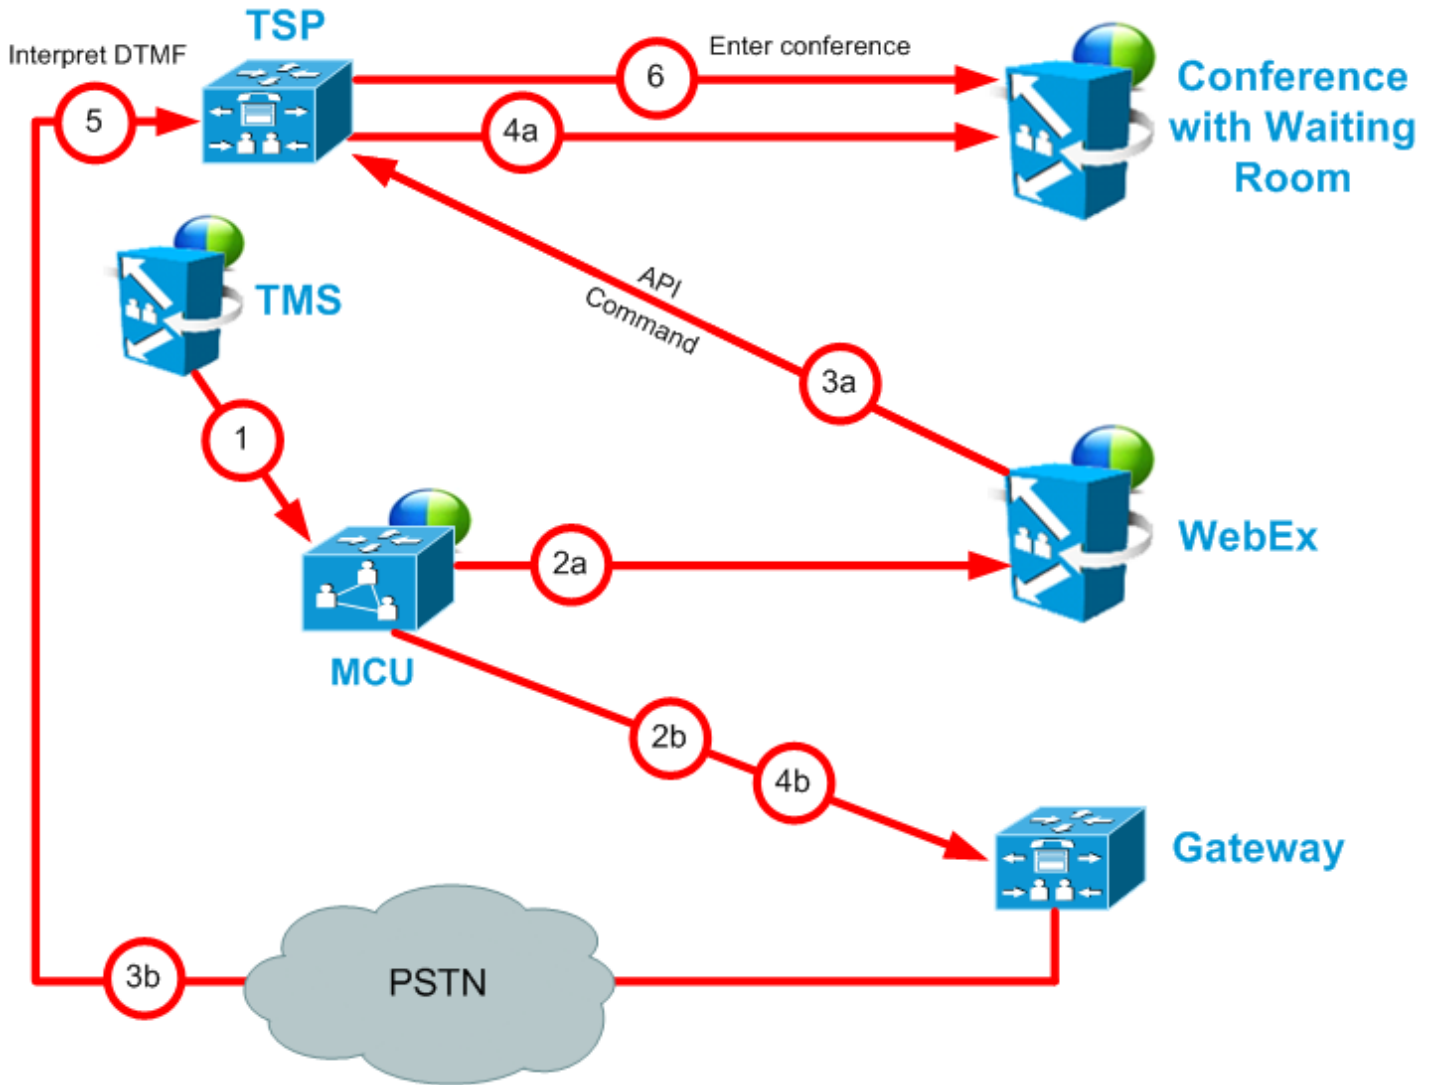 TSP
Interpret DTMF
5
6
Enter conference
4a
Conference
with Waiting
Room
TMS
API
Command
3a
1
2a
WebEx
MCU
2b
4b
Gateway
3b
PSTN